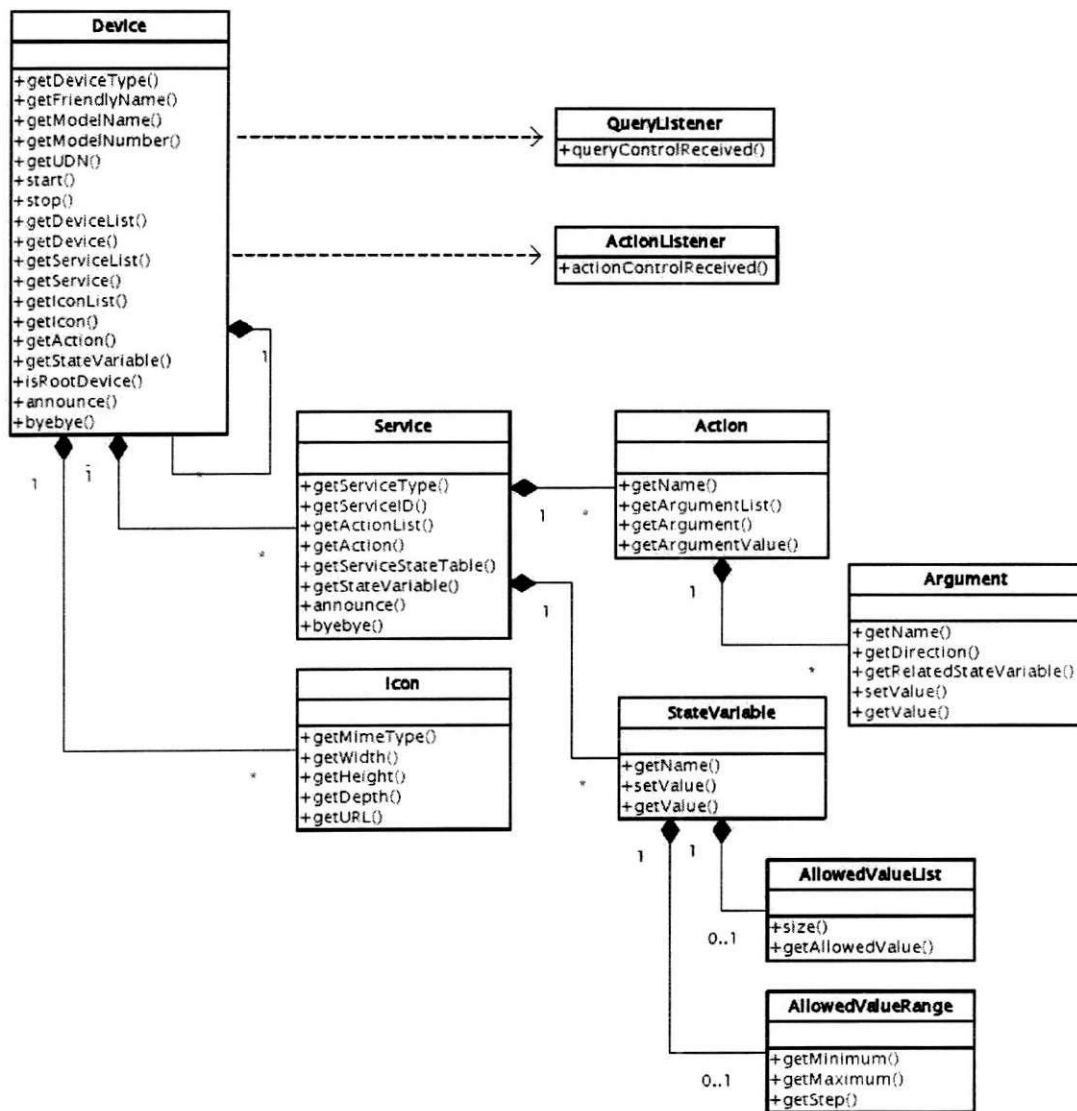 Device
+getDeviceType()
+getFriendlyName()
+getModelName()
+getModelNumber()
+getUDN()
+start()
+stop()
+getDeviceList()
+getDevice()
+getServiceList()
+getService()
+getIconList()
+getIcon()
+getAction()
+getStateVariable()
+isRootDevice()
+announce()
+byebye()
QueryListener
+queryControlReceived()
ActionListener
+actionControlReceived()
1
*
1
1
*
*
Service
+getServiceType()
+getServiceID()
+getActionList()
+getAction()
+getServiceStateTable()
+getStateVariable()
+announce()
+byebye()
1
*
1
*
Action
+getName()
+getArgumentList()
+getArgument()
+getArgumentValue()
1
*
Argument
+getName()
+getDirection()
+getRelatedStateVariable()
+setValue()
+getValue()
Icon
+getMimeType()
+getWidth()
+getHeight()
+getDepth()
+getURL()
StateVariable
+getName()
+setValue()
+getValue()
1
1
0..1
0..1
AllowedValueList
+size()
+getAllowedValue()
AllowedValueRange
+getMinimum()
+getMaximum()
+getStep()